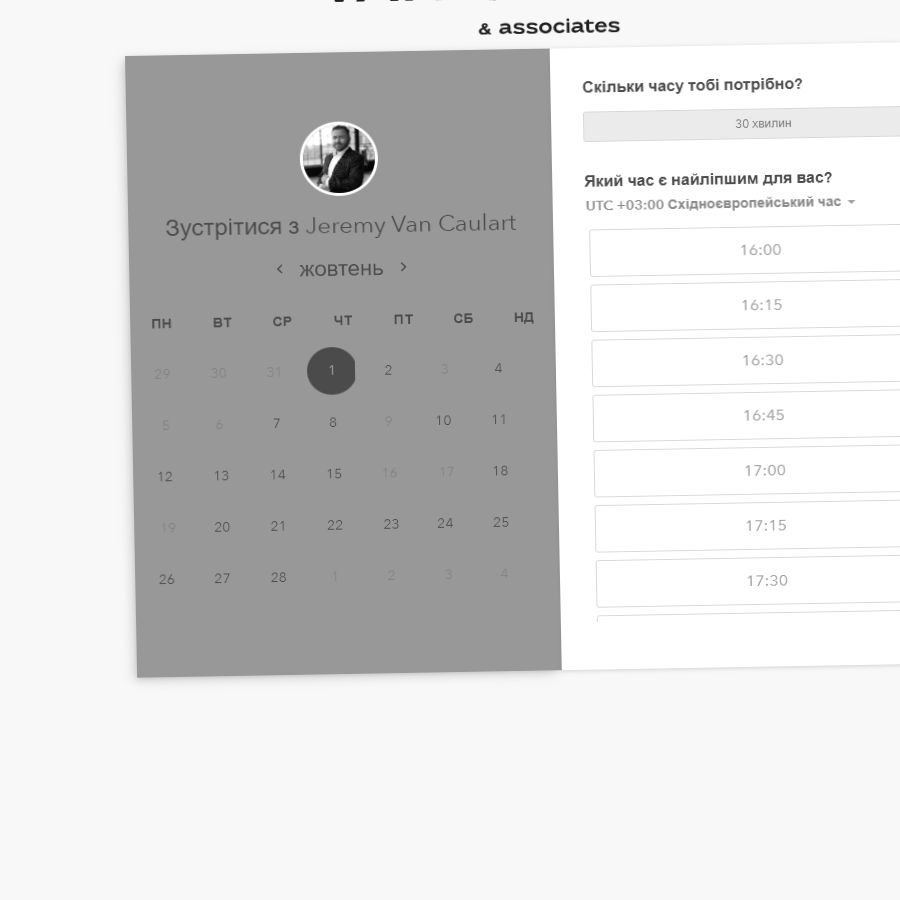 & associates
Зустрітися з Jeremy Van Caulart
жовтень
ПН ВТ СР ЧТ ПТ СБ НД
29 30 31 1 2 3 4
5 6 7 8 9 10 11
12 13 14 15 16 17 18
19 20 21 22 23 24 25
26 27 28 1 2 3 4
Скільки часу тобі потрібно?
30 хвилин
Який час є найліпшим для вас?
UTC +03:00 Східноєвропейський час
16:00
16:15
16:30
16:45
17:00
17:15
17:30